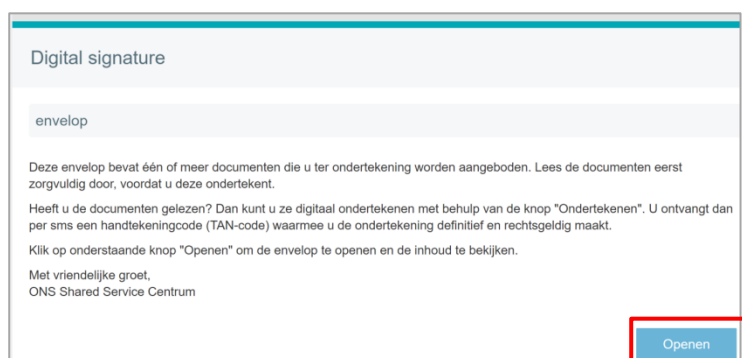 Digital signature
envelop
Deze envelop bevat één of meer documenten die u ter ondertekening worden aangeboden. Lees de documenten eerst
zorgvuldig door, voordat u deze ondertekent.
Heeft u de documenten gelezen? Dan kunt u ze digitaal ondertekenen met behulp van de knop "Ondertekenen". U ontvangt dan
per sms een handtekeningcode (TAN-code) waarmee u de ondertekening definitief en rechtsgeldig maakt.
Klik op onderstaande knop "Openen" om de envelop te openen en de inhoud te bekijken.
Met vriendelijke groet,
ONS Shared Service Centrum
Openen